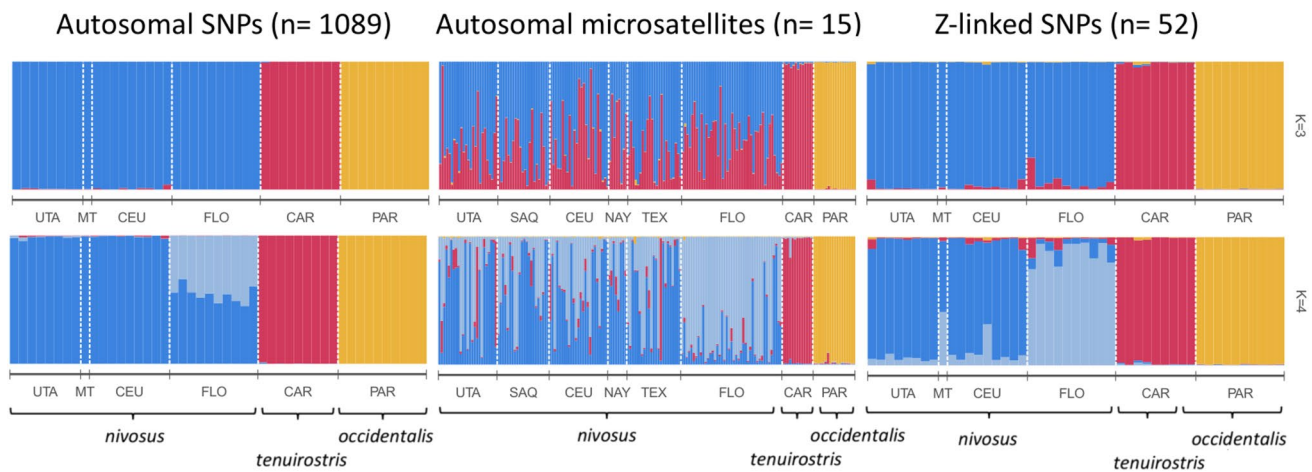 Autosomal SNPs (n= 1089) Autosomal microsatellites (n= 15) Z-linked SNPs (n= 52)
K=3
UTA MT CEU FLO CAR PAR UTA SAQ CEU NAY TEX FLO CAR PAR UTA MT CEU FLO CAR PAR
K=4
UTA MT CEU FLO CAR PAR UTA SAQ CEU NAY TEX FLO CAR PAR UTA MT CEU FLO CAR PAR
nivosus occidentalis nivosus occidentalis nivosus occidentalis
tenuirostris tenuirostris tenuirostris